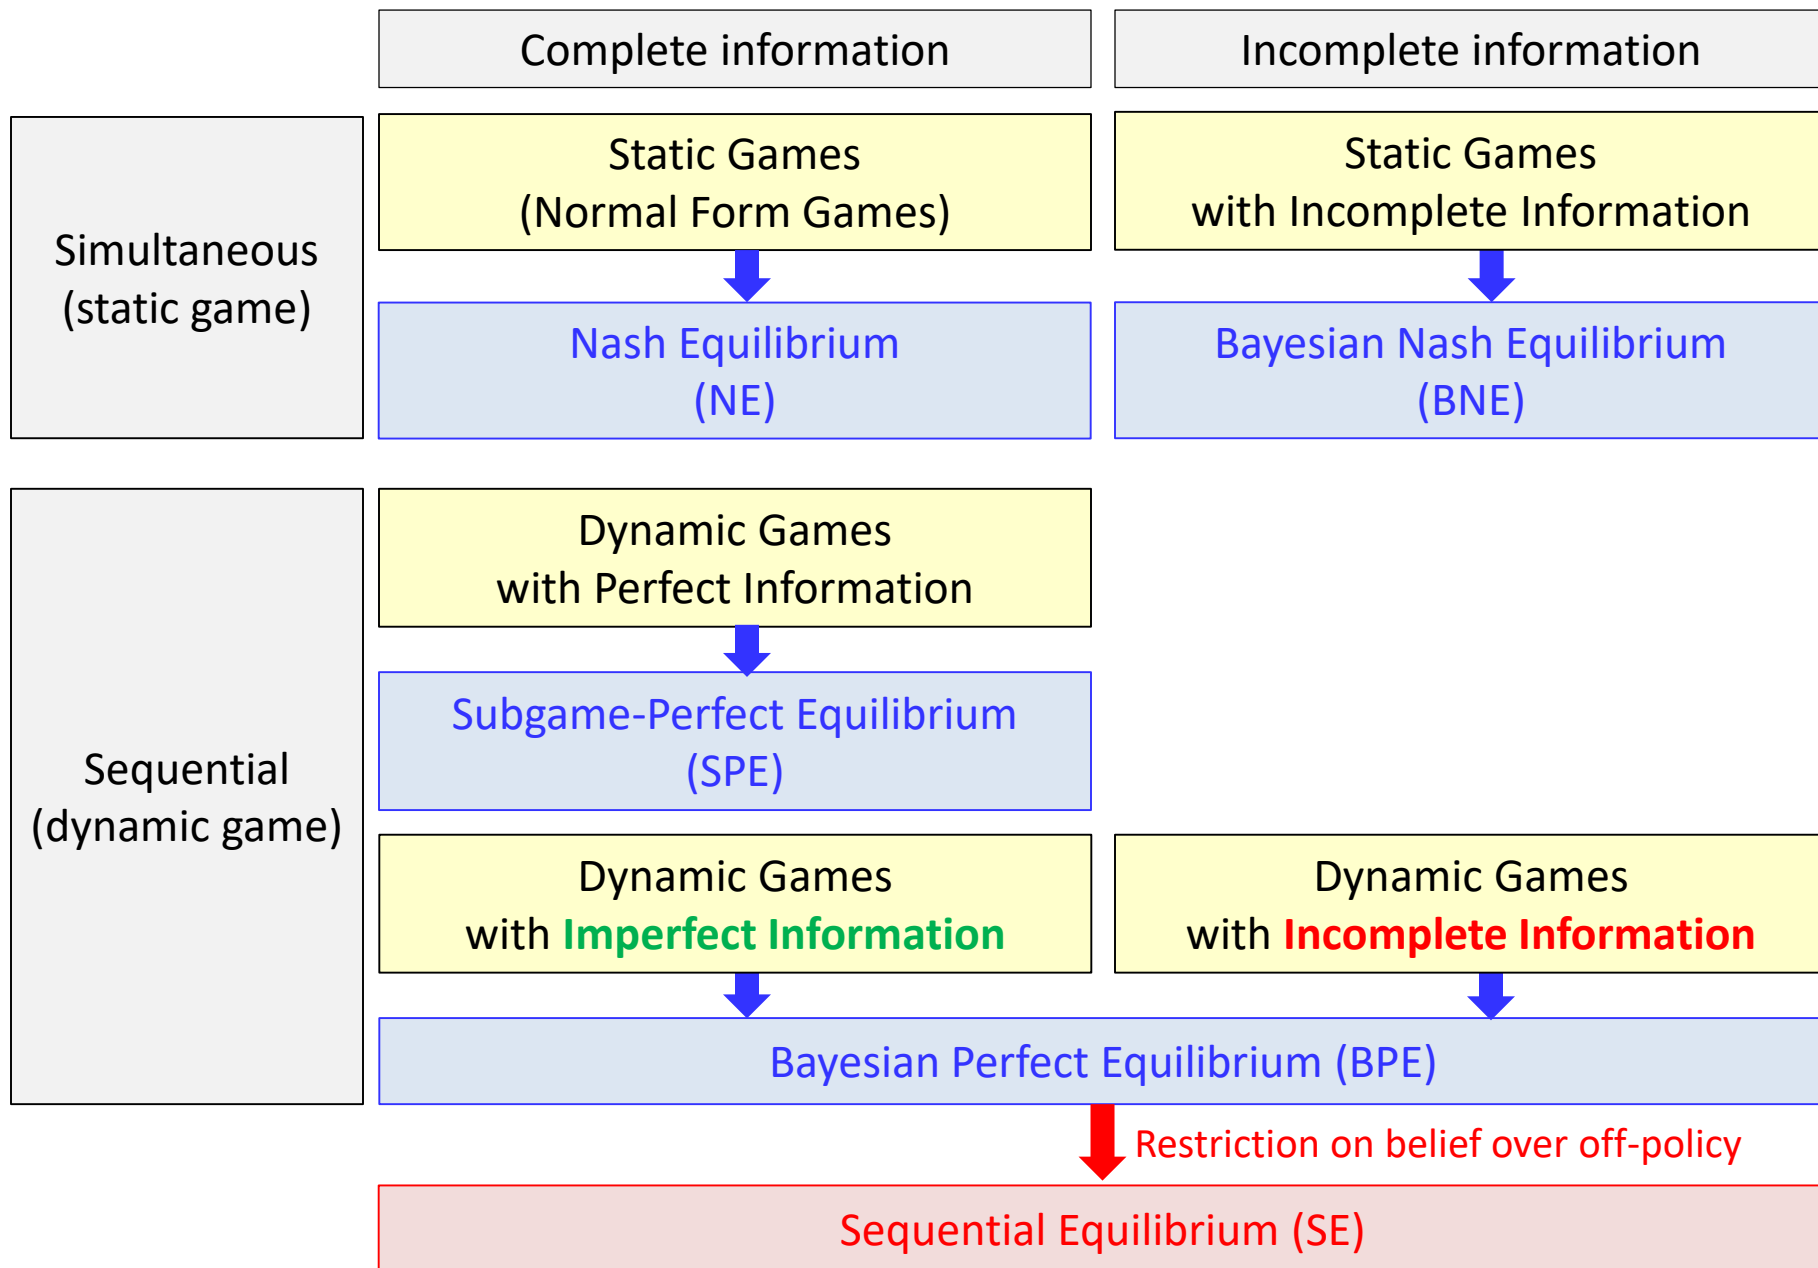 Complete information
Incomplete information
Simultaneous
(static game)
Static Games
(Normal Form Games)
Static Games
with Incomplete Information
Nash Equilibrium
(NE)
Bayesian Nash Equilibrium
(BNE)
Sequential
(dynamic game)
Dynamic Games
with Perfect Information
Subgame-Perfect Equilibrium
(SPE)
Dynamic Games
with Imperfect Information
Dynamic Games
with Incomplete Information
Bayesian Perfect Equilibrium (BPE)
Restriction on belief over off-policy
Sequential Equilibrium (SE)